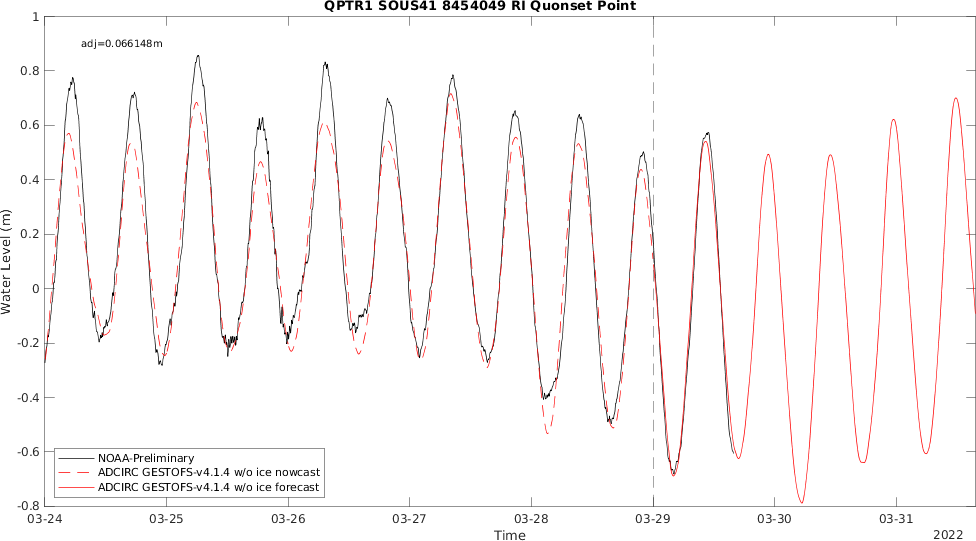 QPTR1 SOUS41 8454049 RI Quonset Point
adj=0.066148m
1
0.8
0.6
0.4
0.2
0
-0.2
-0.4
-0.6
-0.8
Water Level (m)
NOAA-Preliminary
ADCIRC GESTOFS-v4.1.4 w/o ice nowcast
ADCIRC GESTOFS-v4.1.4 w/o ice forecast
03-24 03-25 03-26 03-27 03-28 03-29 03-30 03-31
Time
2022